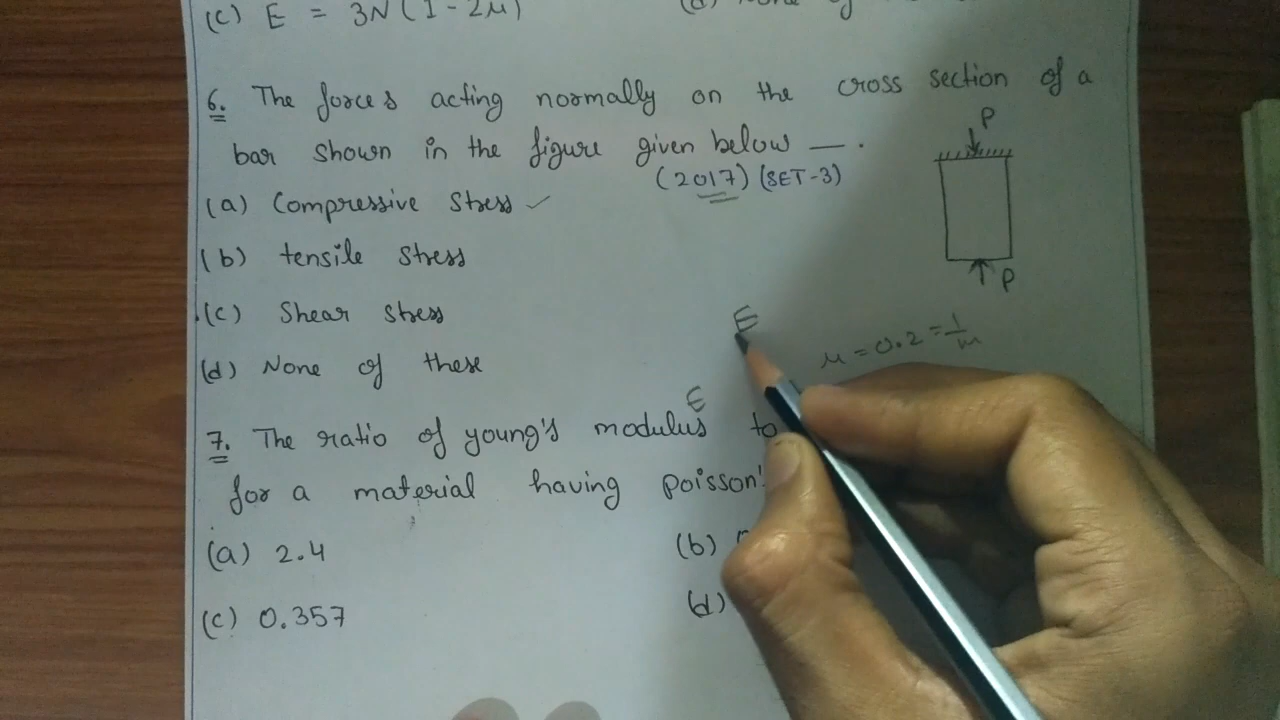 (c) E = 3N(1-2μ)
6. The forces acting normally on the cross section of a
bar shown in the figure given below — .
(2017) (SET-3)
(a) Compressive Stress ✓
(b) tensile stress
(c) Shear stress
(d) None of these
P
P
E
μ = 0.2 = 1/m
E
7. The ratio of young's modulus to
for a material having poisson'
(a) 2.4
(b)
(c) 0.357
(d)